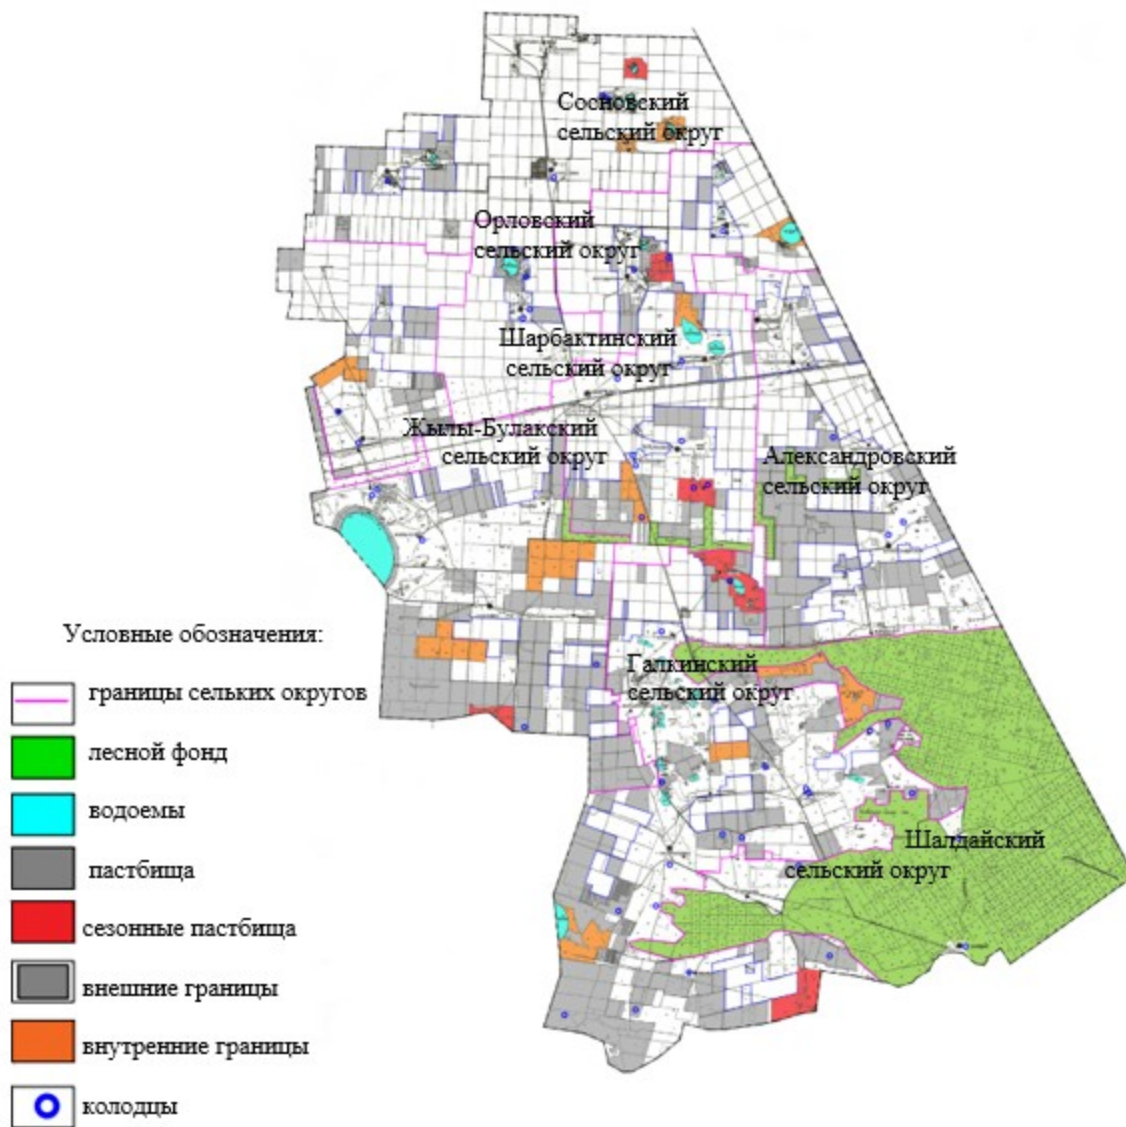 Сосновский
сельский округ
Орловский
сельский округ
Шарбактинский
сельский округ
Жылы-Булакский
сельский округ
Александровский
сельский округ
Галкинский
сельский округ
Шалдайский
сельский округ
Условные обозначения:
границы сельких округов
лесной фонд
водоемы
пастбища
сезонные пастбища
внешние границы
внутренние границы
колодцы